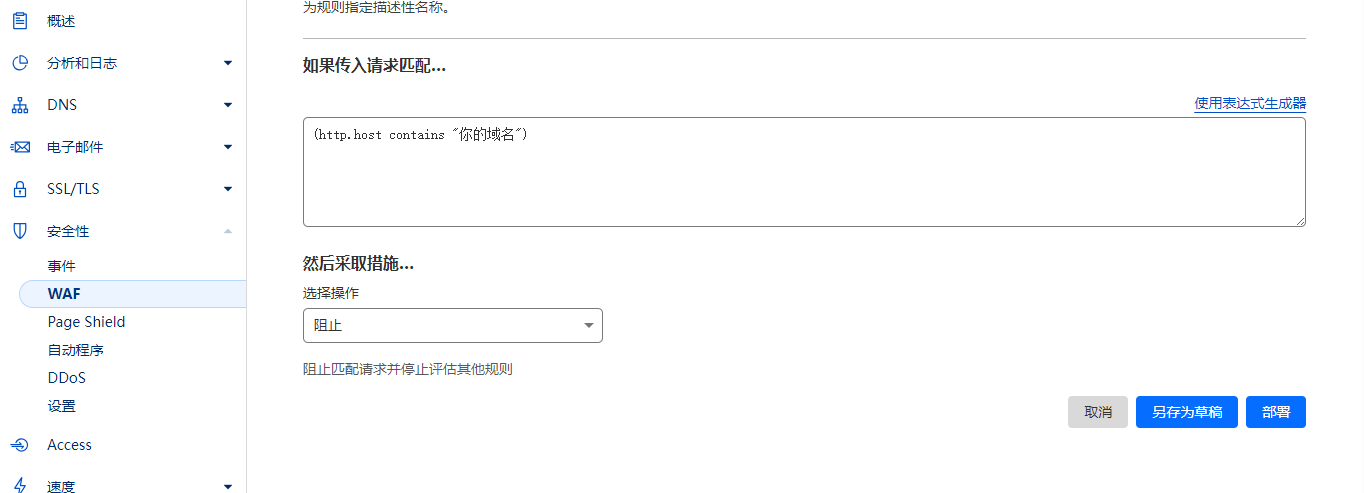 概述
分析和日志
DNS
电子邮件
SSL/TLS
安全性
事件
WAF
Page Shield
自动程序
DDoS
设置
Access
速度
为规则指定描述性名称。
如果传入请求匹配...
使用表达式生成器
(http.host contains "你的域名")
然后采取措施...
选择操作
阻止
阻止匹配请求并停止评估其他规则
取消
另存为草稿
部署